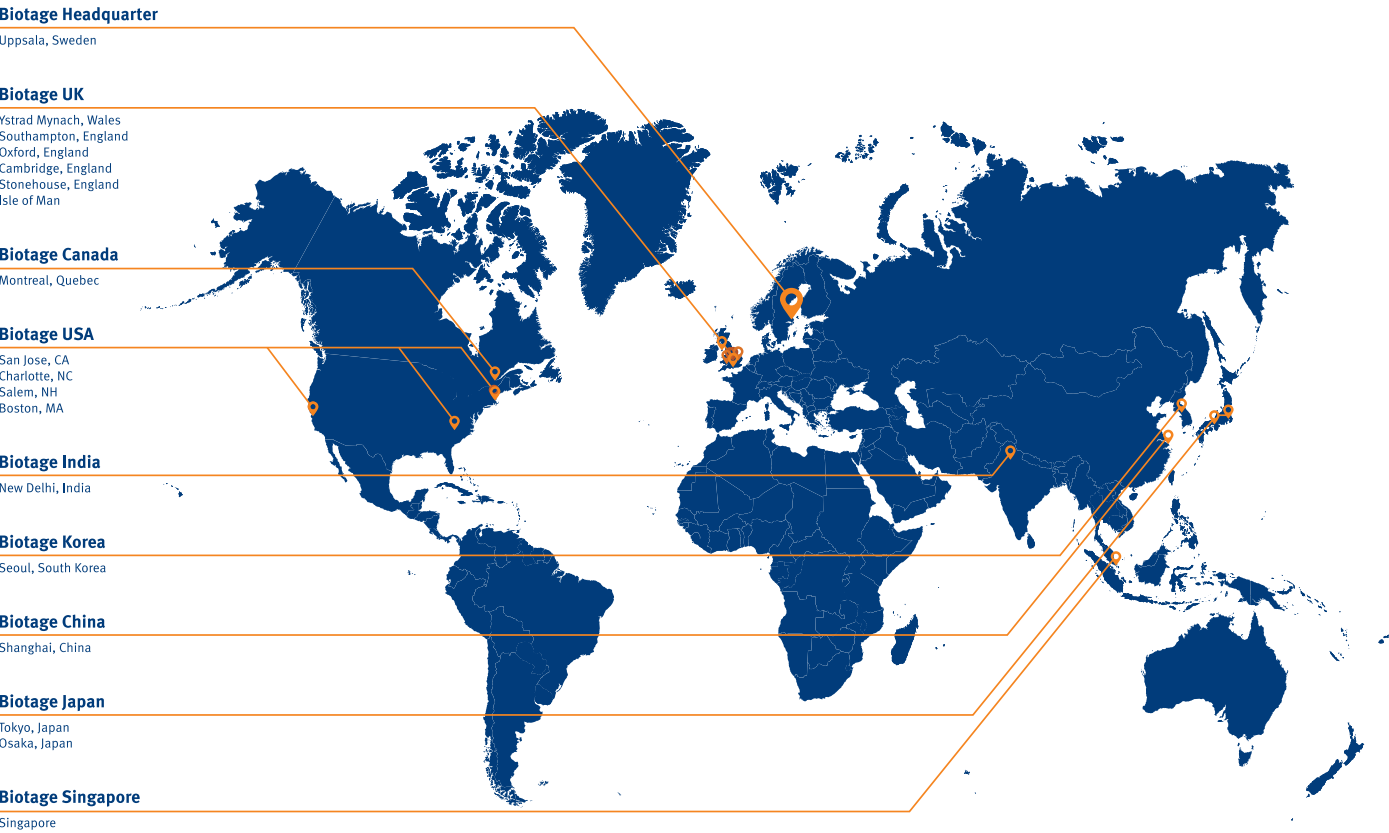 Biotage Headquarter
Uppsala, Sweden
Biotage UK
Ystrad Mynach, Wales
Southampton, England
Oxford, England
Cambridge, England
Stonehouse, England
Isle of Man
Biotage Canada
Montreal, Quebec
Biotage USA
San Jose, CA
Charlotte, NC
Salem, NH
Boston, MA
Biotage India
New Delhi, India
Biotage Korea
Seoul, South Korea
Biotage China
Shanghai, China
Biotage Japan
Tokyo, Japan
Osaka, Japan
Biotage Singapore
Singapore